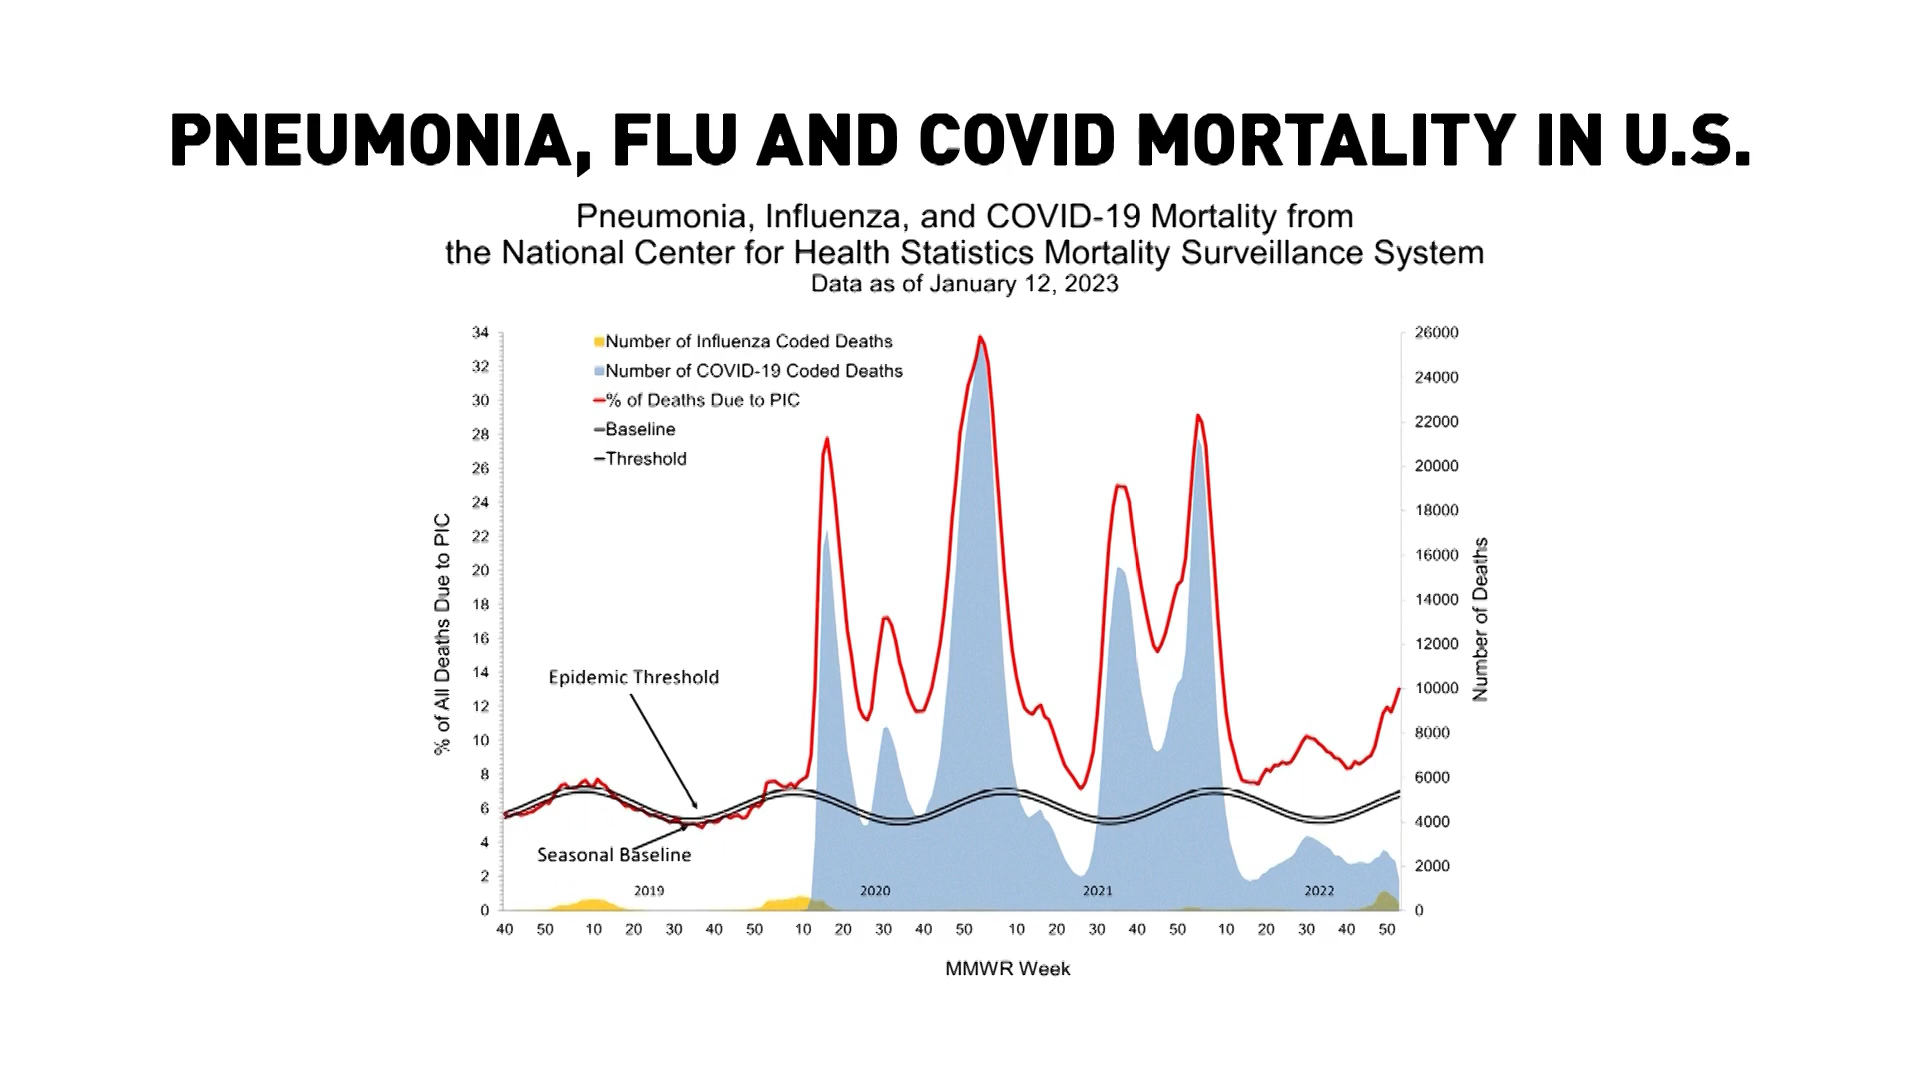 PNEUMONIA, FLU AND COVID MORTALITY IN U.S.
Pneumonia, Influenza, and COVID-19 Mortality from
the National Center for Health Statistics Mortality Surveillance System
Data as of January 12, 2023
Number of Influenza Coded Deaths
Number of COVID-19 Coded Deaths
% of Deaths Due to PIC
Baseline
Threshold
% of All Deaths Due to PIC
34
32
30
28
26
24
22
20
18
16
14
12
10
8
6
4
2
0
Epidemic Threshold
Seasonal Baseline
2019 2020 2021 2022
26000
24000
22000
20000
18000
16000
14000
12000
10000
8000
6000
4000
2000
0
Number of Deaths
40 50 10 20 30 40 50 10 20 30 40 50 10 20 30 40 50 10 20 30 40 50
MMWR Week